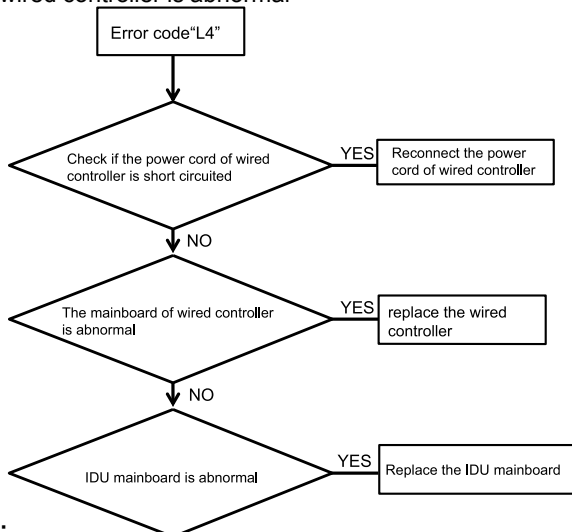 wired controller is abnormal
Error code“L4”
Check if the power cord of wired
controller is short circuited
YES
Reconnect the power
cord of wired controller
NO
The mainboard of wired controller
is abnormal
YES
replace the wired
controller
NO
IDU mainboard is abnormal
YES
Replace the IDU mainboard